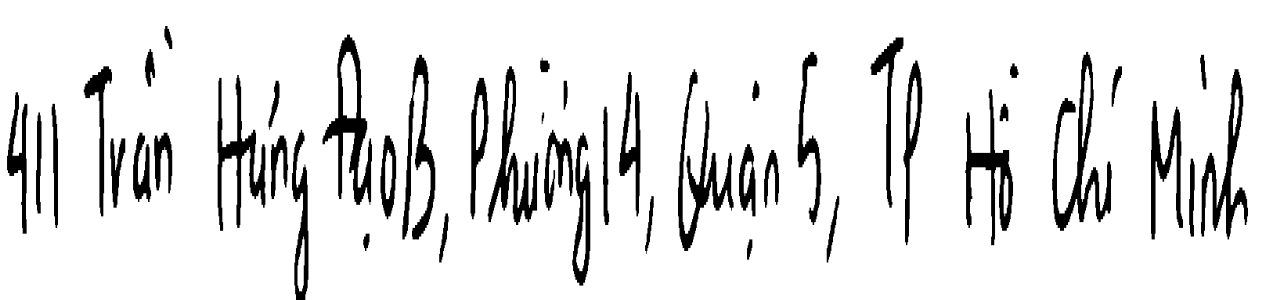 411 Trần Hưng Đạo B, Phường 14, Quận 5, TP Hồ Chí Minh